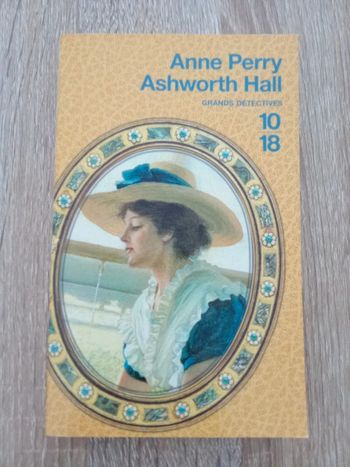 Anne Perry
Ashworth Hall
GRANDS DÉTECTIVES
10
18